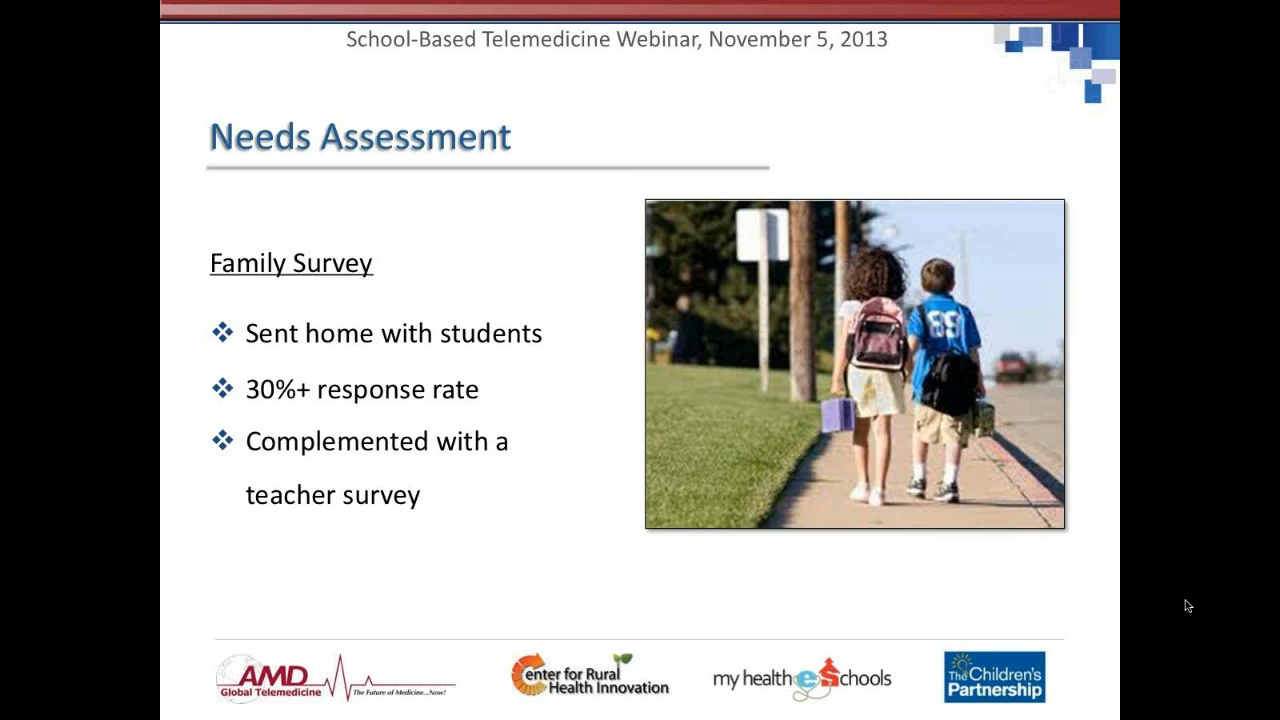 School-Based Telemedicine Webinar, November 5, 2013
Needs Assessment
Family Survey
Sent home with students
30%+ response rate
Complemented with a
teacher survey
89
AMD
Global Telemedicine
The Future of Medicine...Now!
Center for Rural
Health Innovation
my health e Schools
The Children's
Partnership